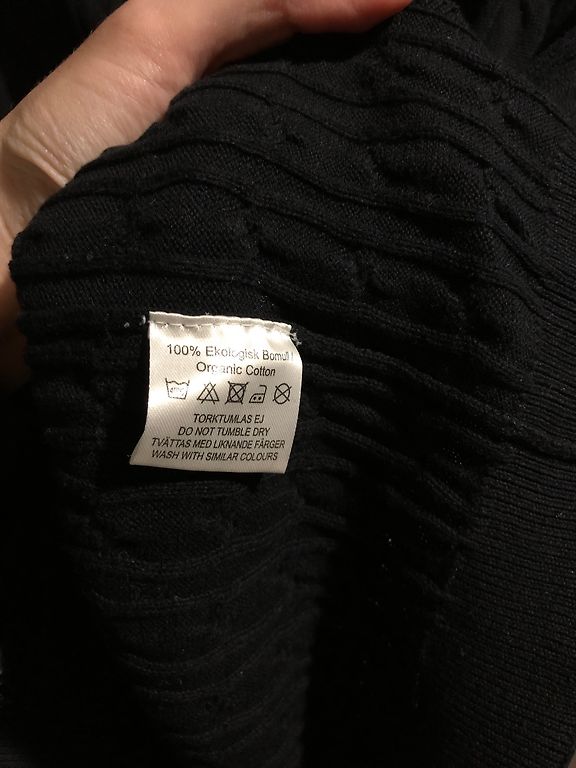 100% Ekologisk Bomull
Organic Cotton
TORKTUMLAS EJ
DO NOT TUMBLE DRY
TVÄTTAS MED LIKNANDE FÄRGER
WASH WITH SIMILAR COLOURS